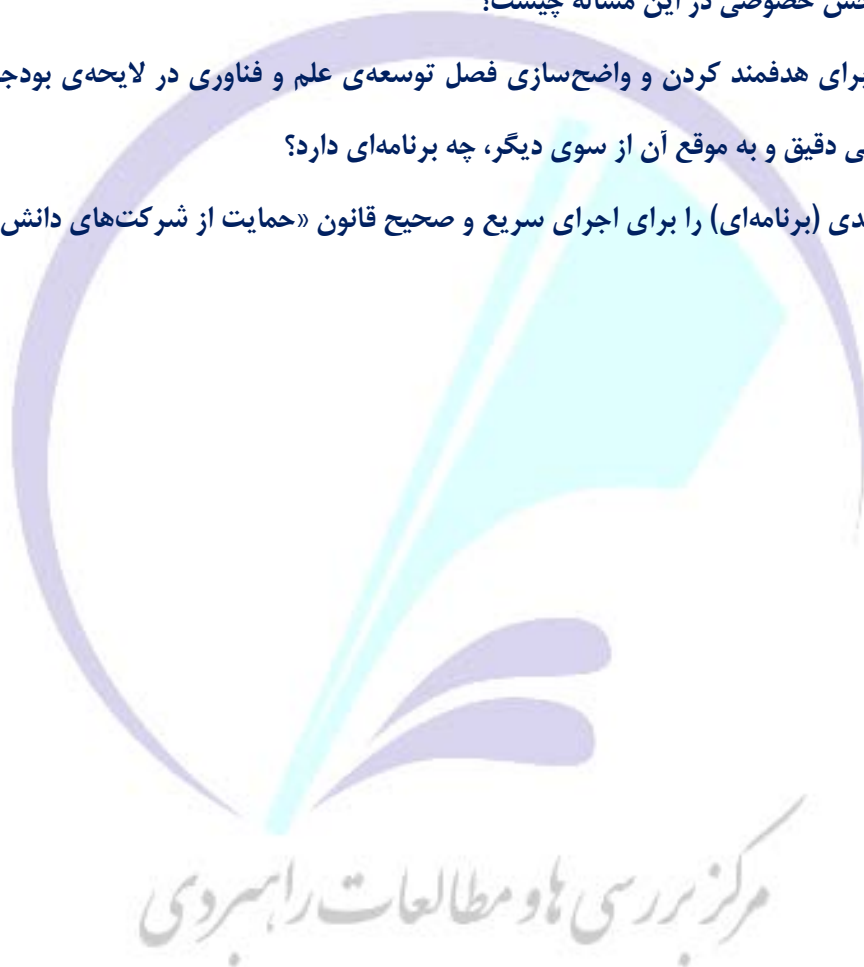 بخش خصوصی در این مساله چیست؟
برای هدفمند کردن و واضح‌سازی فصل توسعه‌ی علم و فناوری در لایحه‌ی
ی دقیق و به موقع آن از سوی دیگر، چه برنامه‌ای دارد؟
دی (برنامه‌ای) را برای اجرای سریع و صحیح قانون «حمایت از شرکت‌های دانش
مرکز بررسی ها و مطالعات راهبردی